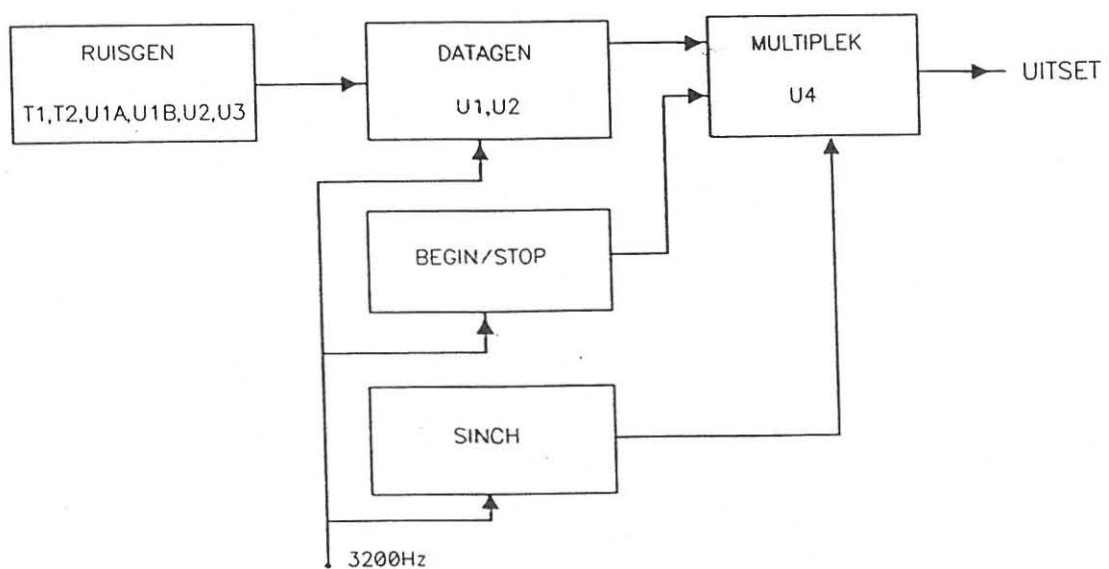 RUISGEN
T1,T2,U1A,U1B,U2,U3
DATAGEN
U1,U2
MULTIPLEK
U4
UITSET
BEGIN/STOP
SINCH
3200Hz